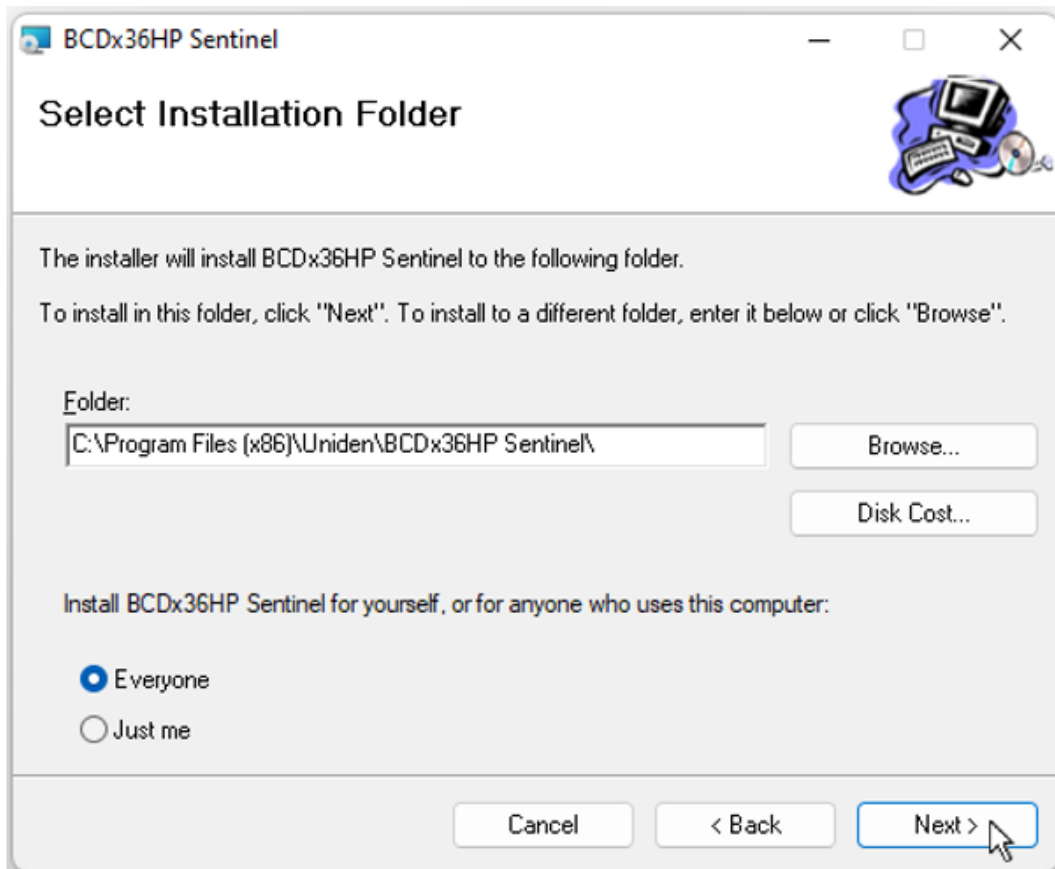 BCDx36HP Sentinel
Select Installation Folder
The installer will install BCDx36HP Sentinel to the following folder.
To install in this folder, click "Next". To install to a different folder, enter it below or click "Browse".
Folder:
C:\Program Files (x86)\Uniden\BCDx36HP Sentinel\
Browse...
Disk Cost...
Install BCDx36HP Sentinel for yourself, or for anyone who uses this computer:
Everyone
Just me
Cancel
< Back
Next >